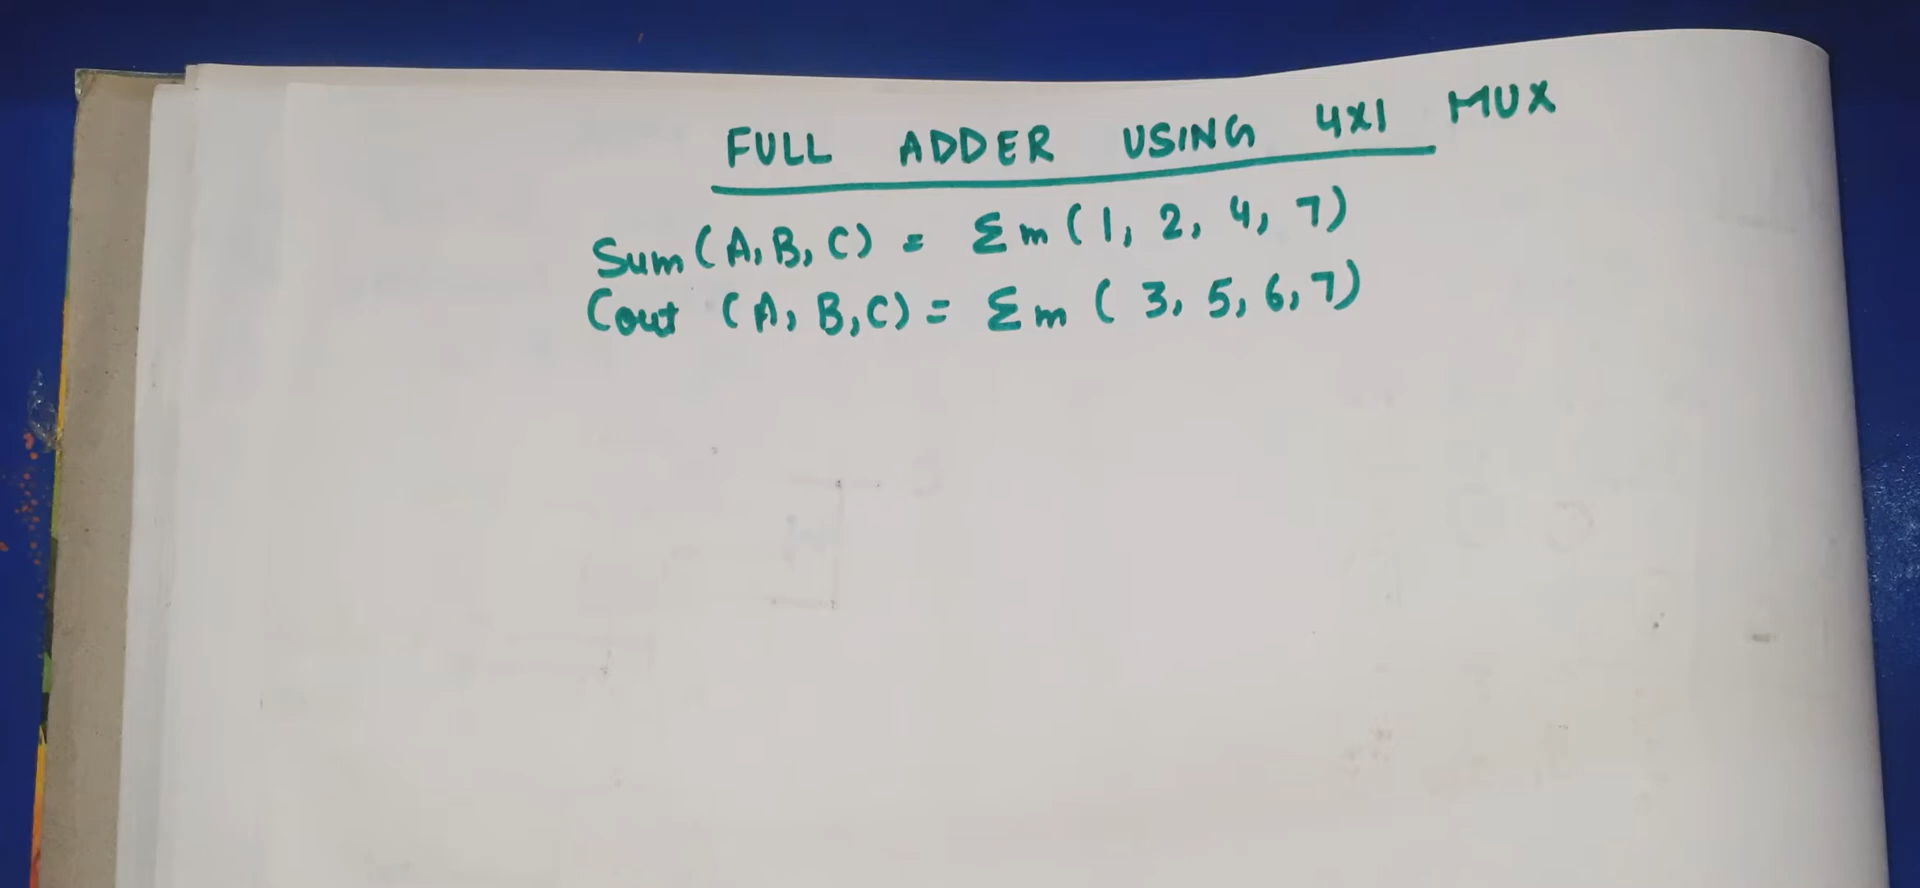 FULL ADDER USING 4X1 MUX
Sum (A, B, C) = Σm (1, 2, 4, 7)
Cout (A, B, C) = Σm ( 3, 5, 6, 7)